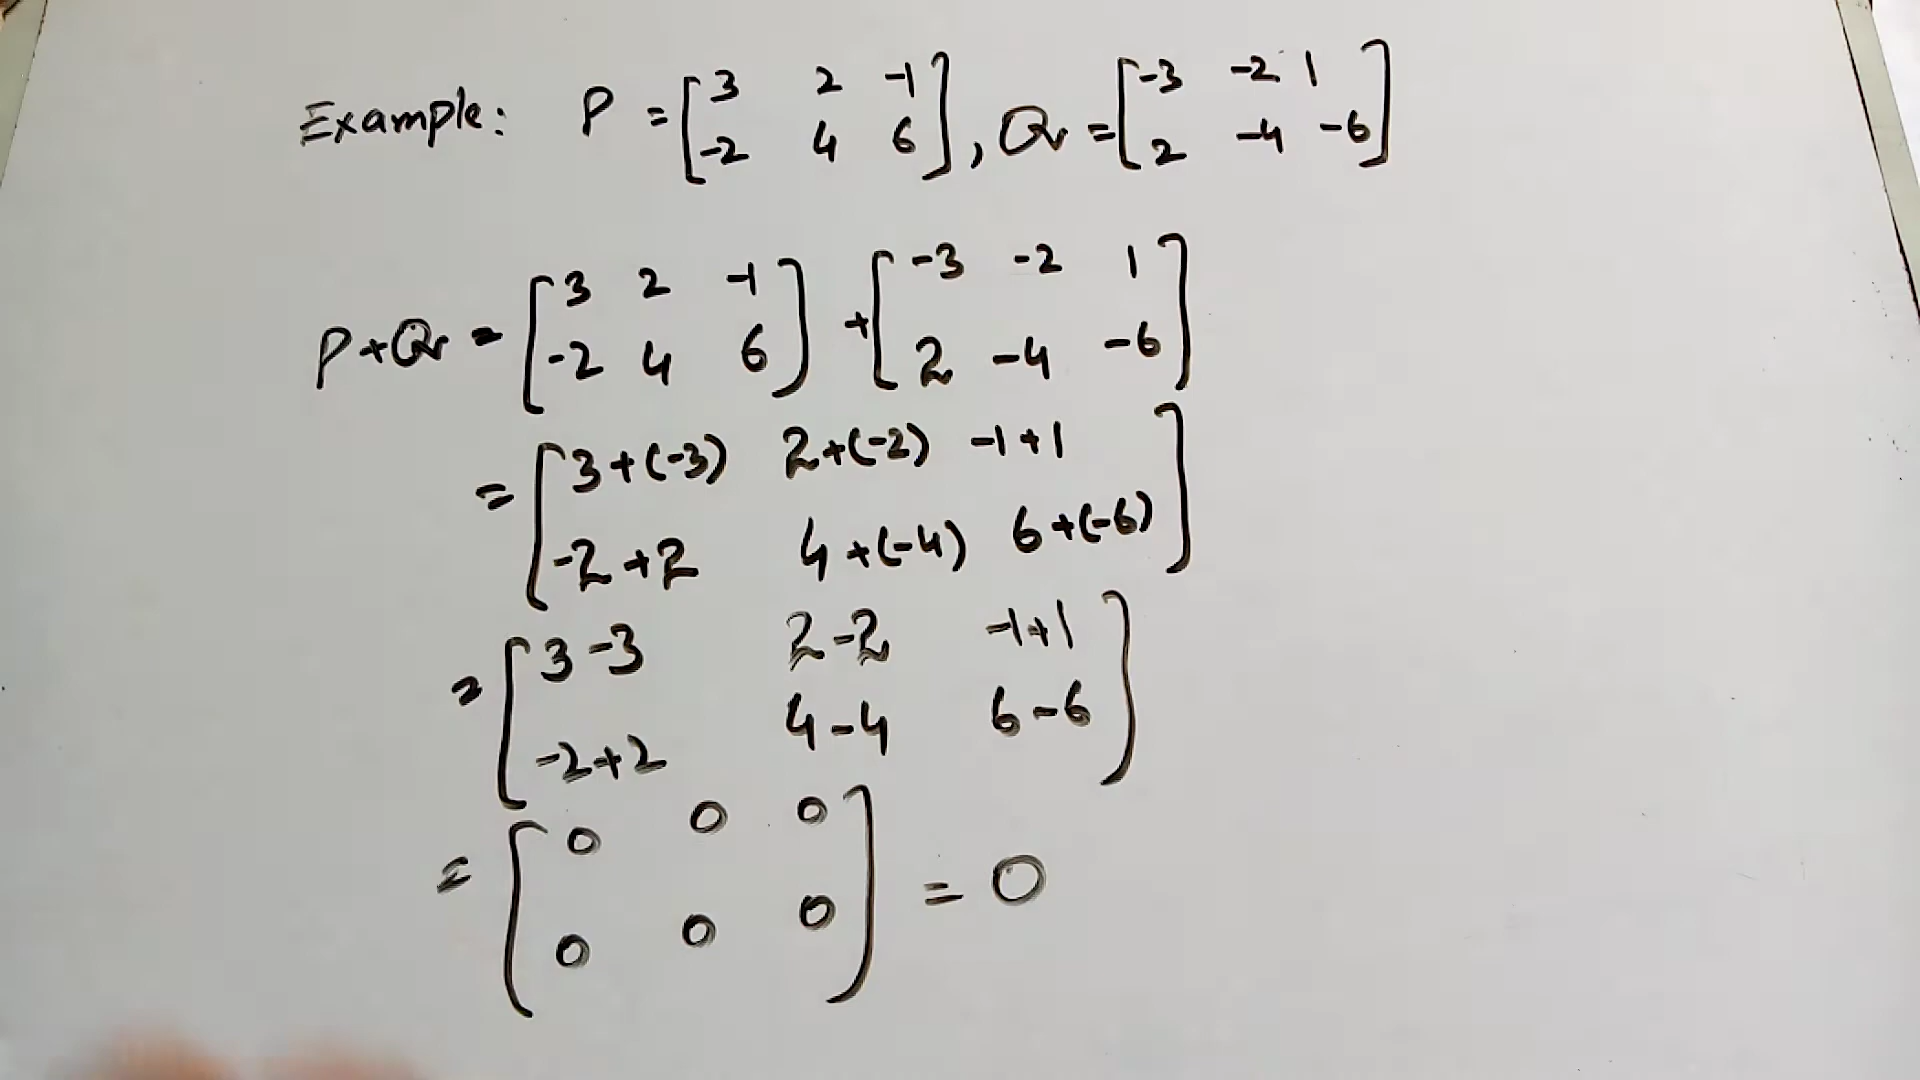 Example: P = [3 2 -1
-2 4 6], Q = [-3 -2 1
2 -4 -6]
P+Q = [3 2 -1
-2 4 6] + [-3 -2 1
2 -4 -6]
= [3+(-3) 2+(-2) -1+1
-2+2 4+(-4) 6+(-6)]
= [3-3 2-2 -1+1
-2+2 4-4 6-6]
= [0 0 0
0 0 0] = O